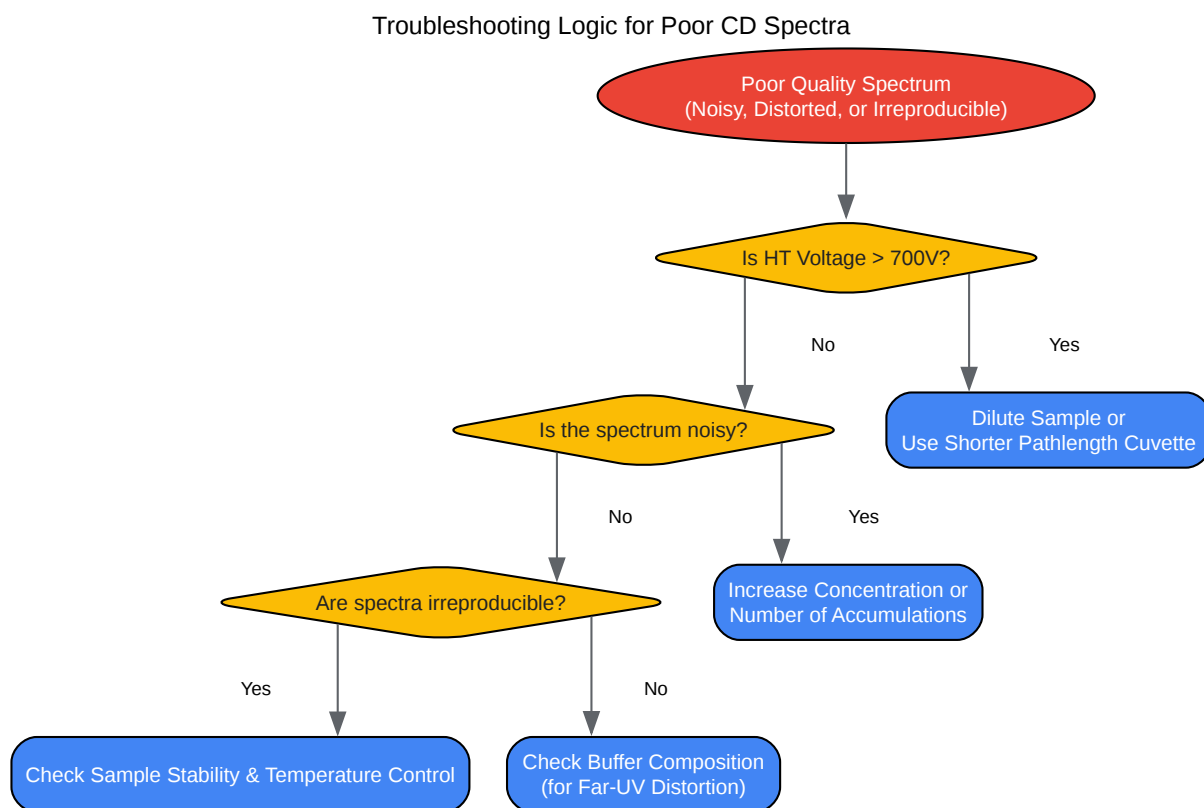 Troubleshooting Logic for Poor CD Spectra
Poor Quality Spectrum
(Noisy, Distorted, or Irreproducible)
Is HT Voltage > 700V?
No
Yes
Dilute Sample or
Use Shorter Pathlength Cuvette
Is the spectrum noisy?
No
Yes
Increase Concentration or
Number of Accumulations
Are spectra irreproducible?
Yes
No
Check Sample Stability & Temperature Control
Check Buffer Composition
(for Far-UV Distortion)